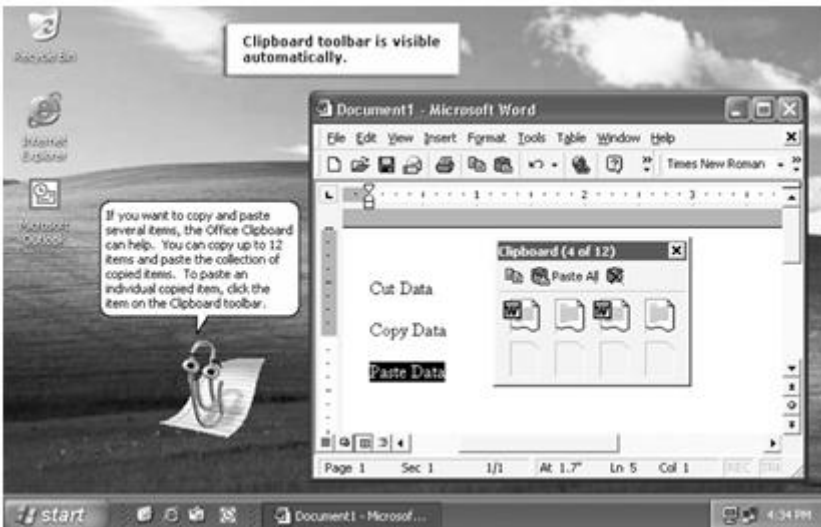 Recycle Bin
Clipboard toolbar is visible
automatically.
Internet
Explorer
Microsoft
Outlook
Document1 - Microsoft Word
File Edit View Insert Format Tools Table Window Help
Times New Roman
1 2 3
If you want to copy and paste
several items, the Office Clipboard
can help. You can copy up to 12
items and paste the collection of
copied items. To paste an
individual copied item, click the
item on the Clipboard toolbar.
Clipboard (4 of 12)
Paste All
Cut Data
Copy Data
Paste Data
Page 1 Sec 1 1/1 At 1.7" Ln 5 Col 1 REC
start
Document1 - Microsof...
4:34 PM